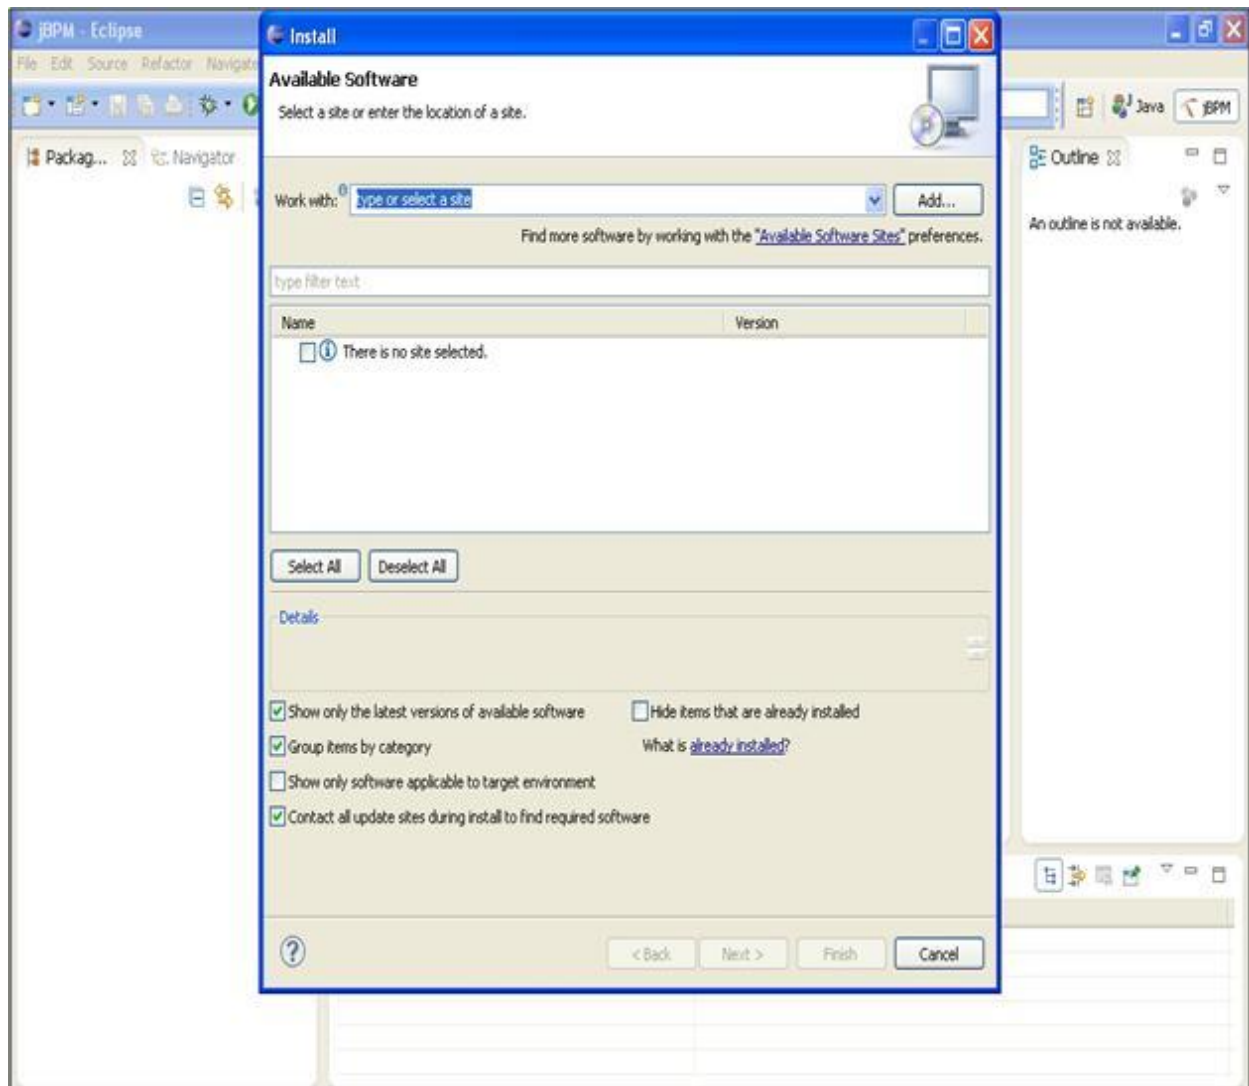 jBPM - Eclipse
File Edit Source Refactor Navigate
Java jBPM
Packag... Navigator
Outline
An outline is not available.
Install
Available Software
Select a site or enter the location of a site.
Work with: type or select a site Add...
Find more software by working with the "Available Software Sites" preferences.
type filter text
Name Version
There is no site selected.
Select All Deselect All
Details
Show only the latest versions of available software Hide items that are already installed
Group items by category What is already installed?
Show only software applicable to target environment
Contact all update sites during install to find required software
? < Back Next > Finish Cancel